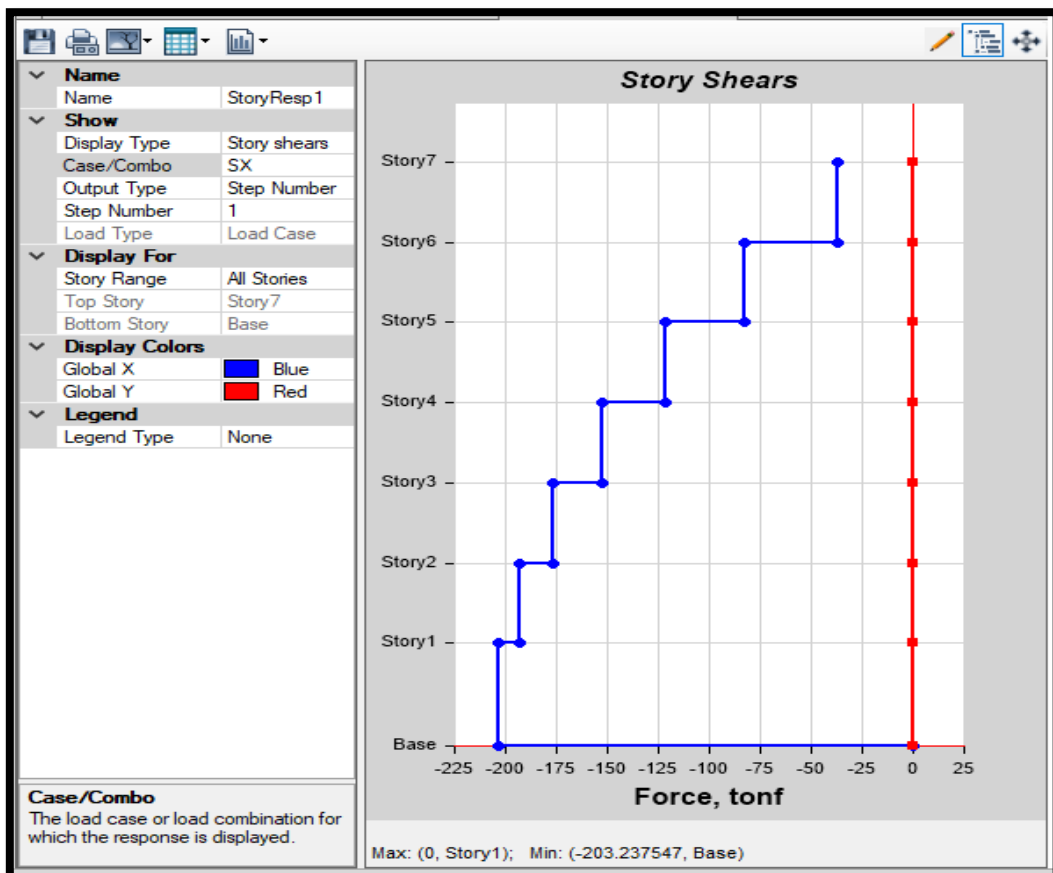 Name
Name StoryResp1
Show
Display Type Story shears
Case/Combo SX
Output Type Step Number
Step Number 1
Load Type Load Case
Display For
Story Range All Stories
Top Story Story7
Bottom Story Base
Display Colors
Global X Blue
Global Y Red
Legend
Legend Type None
Case/Combo
The load case or load combination for
which the response is displayed.
Story Shears
Story7
Story6
Story5
Story4
Story3
Story2
Story1
Base
-225 -200 -175 -150 -125 -100 -75 -50 -25 0 25
Force, tonf
Max: (0, Story1); Min: (-203.237547, Base)